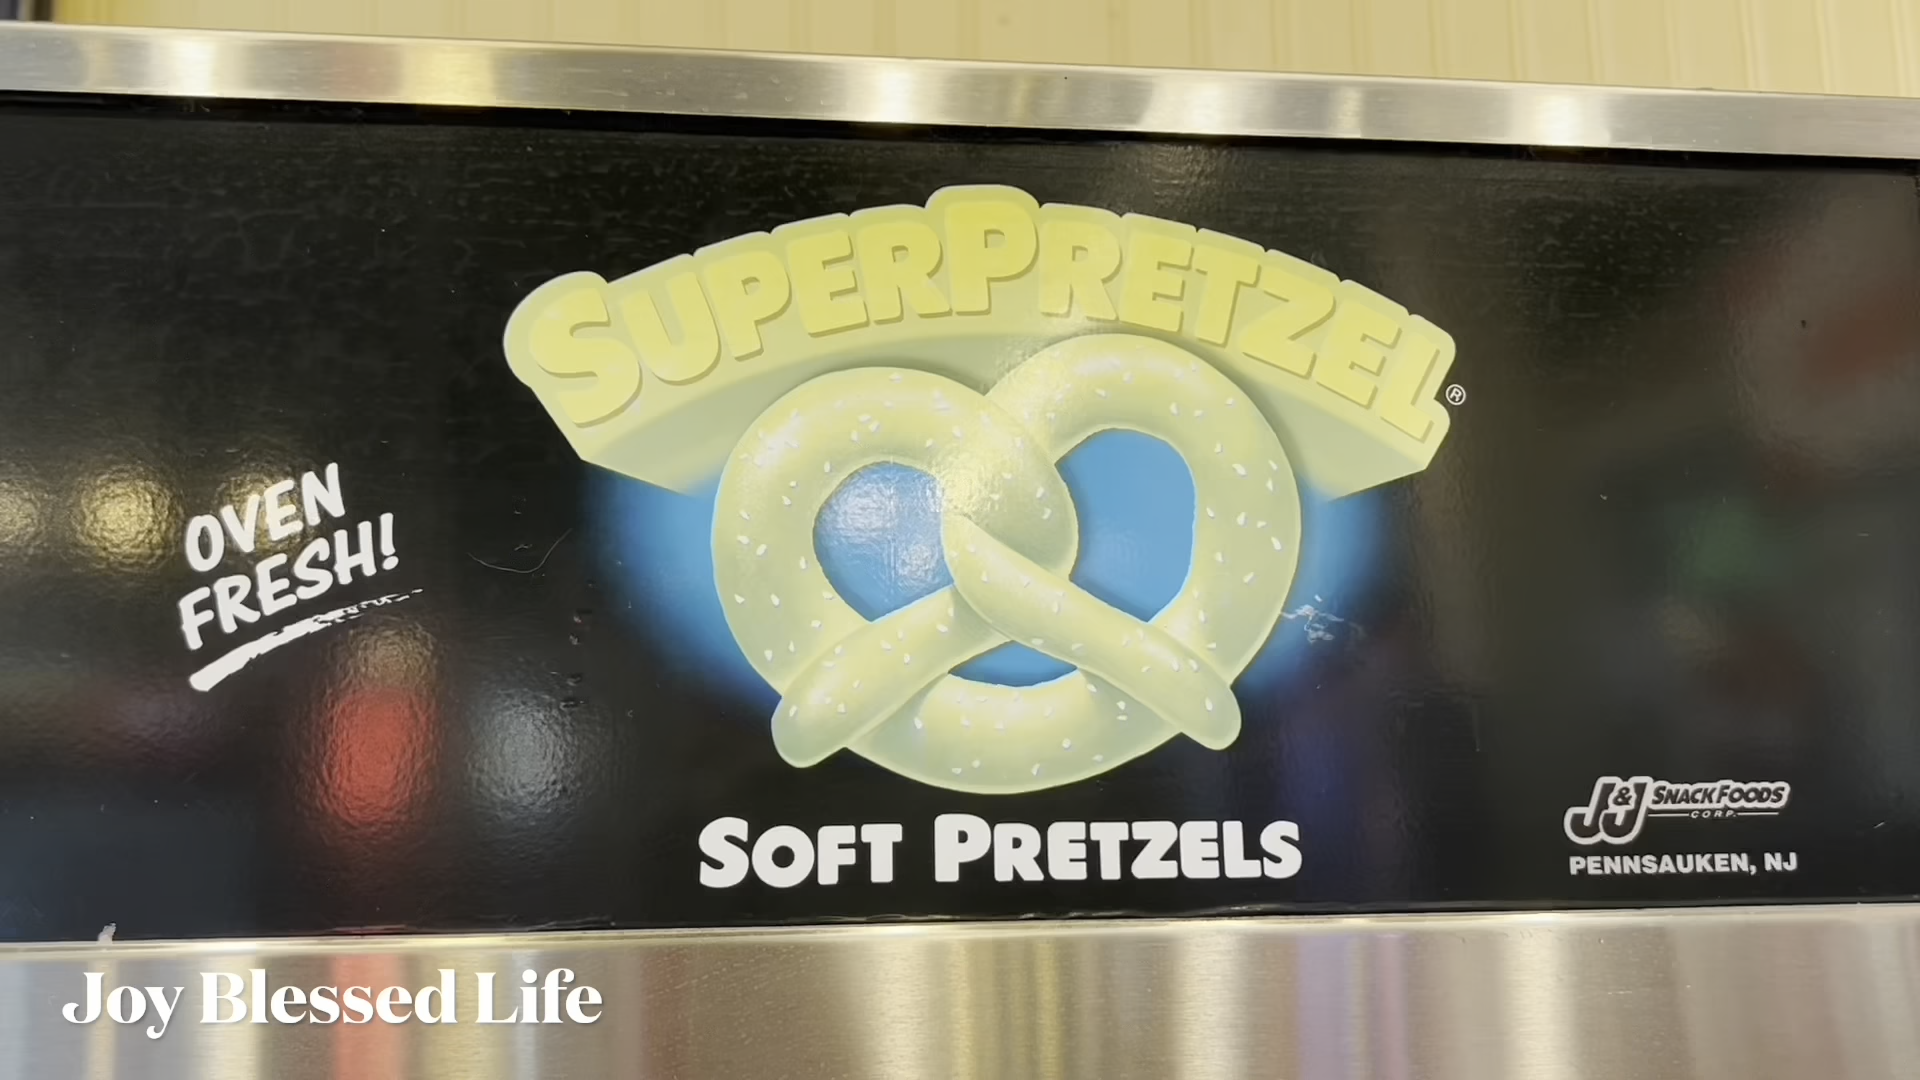 SUPERPRETZEL®
OVEN
FRESH!
SOFT PRETZELS
J&J SNACK FOODS
CORP.
PENNSAUKEN, NJ
Joy Blessed Life